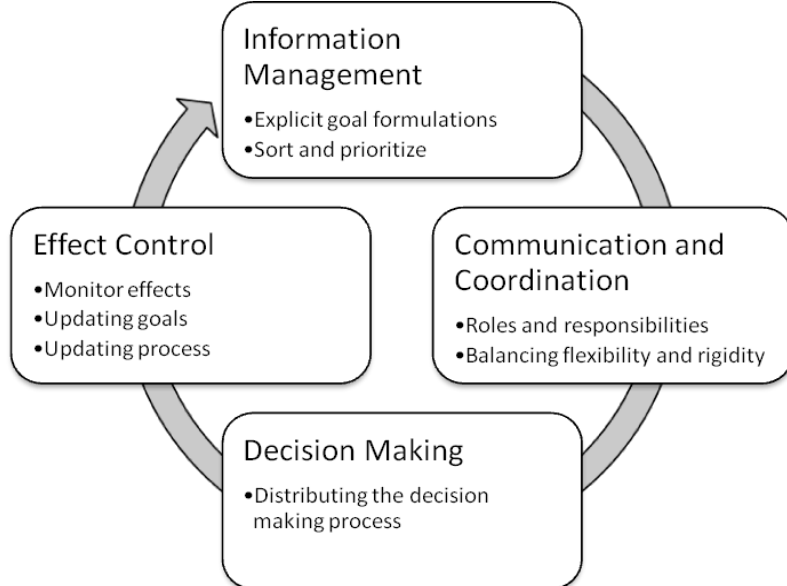 Information
Management
•Explicit goal formulations
•Sort and prioritize
Effect Control
•Monitor effects
•Updating goals
•Updating process
Communication and
Coordination
•Roles and responsibilities
•Balancing flexibility and rigidity
Decision Making
•Distributing the decision
making process